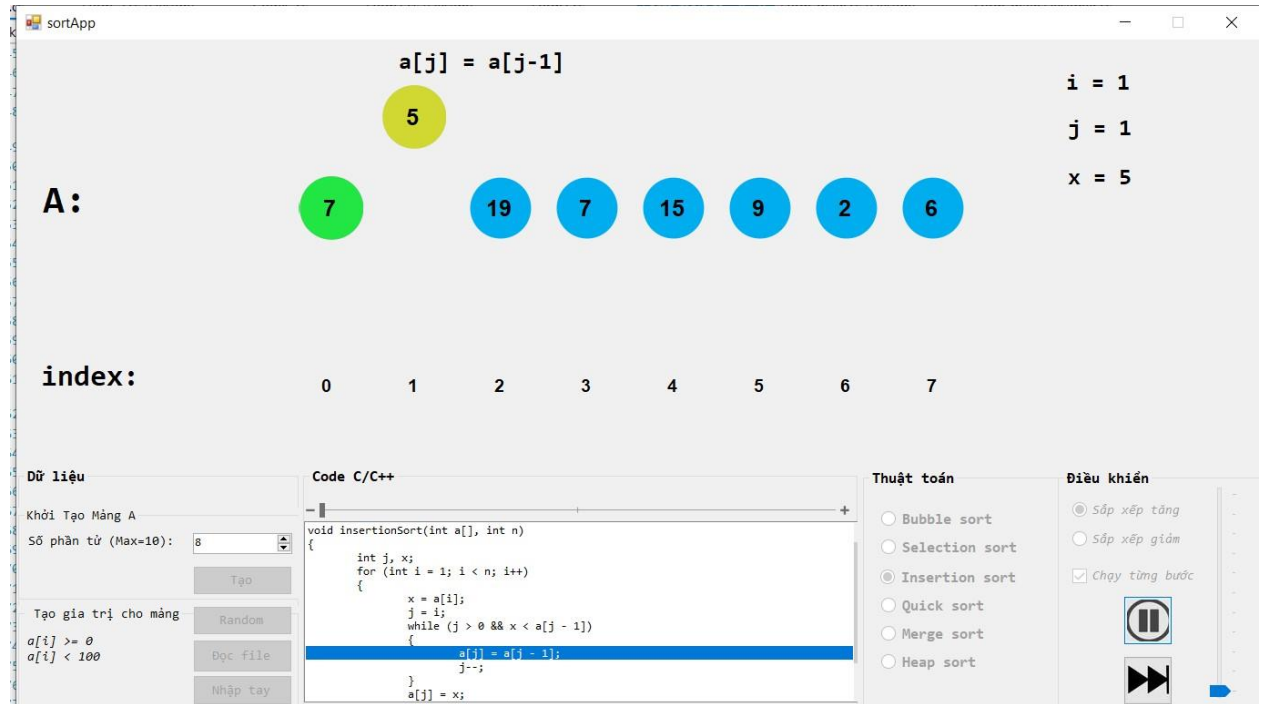 sortApp
a[j] = a[j-1]
i = 1
5
j = 1
x = 5
A:
7 19 7 15 9 2 6
index:
0 1 2 3 4 5 6 7
Dữ liệu
Khởi Tạo Mảng A
Số phần tử (Max=10): 8
Tạo
Tạo gia trị cho mảng
a[i] >= 0
a[i] < 100
Random
Đọc file
Nhập tay
Code C/C++
void insertionSort(int a[], int n)
{
int j, x;
for (int i = 1; i < n; i++)
{
x = a[i];
j = i;
while (j > 0 && x < a[j - 1])
{
a[j] = a[j - 1];
j--;
}
a[j] = x;
Thuật toán
Bubble sort
Selection sort
Insertion sort
Quick sort
Merge sort
Heap sort
Điều khiển
Sắp xếp tăng
Sắp xếp giảm
Chạy từng bước